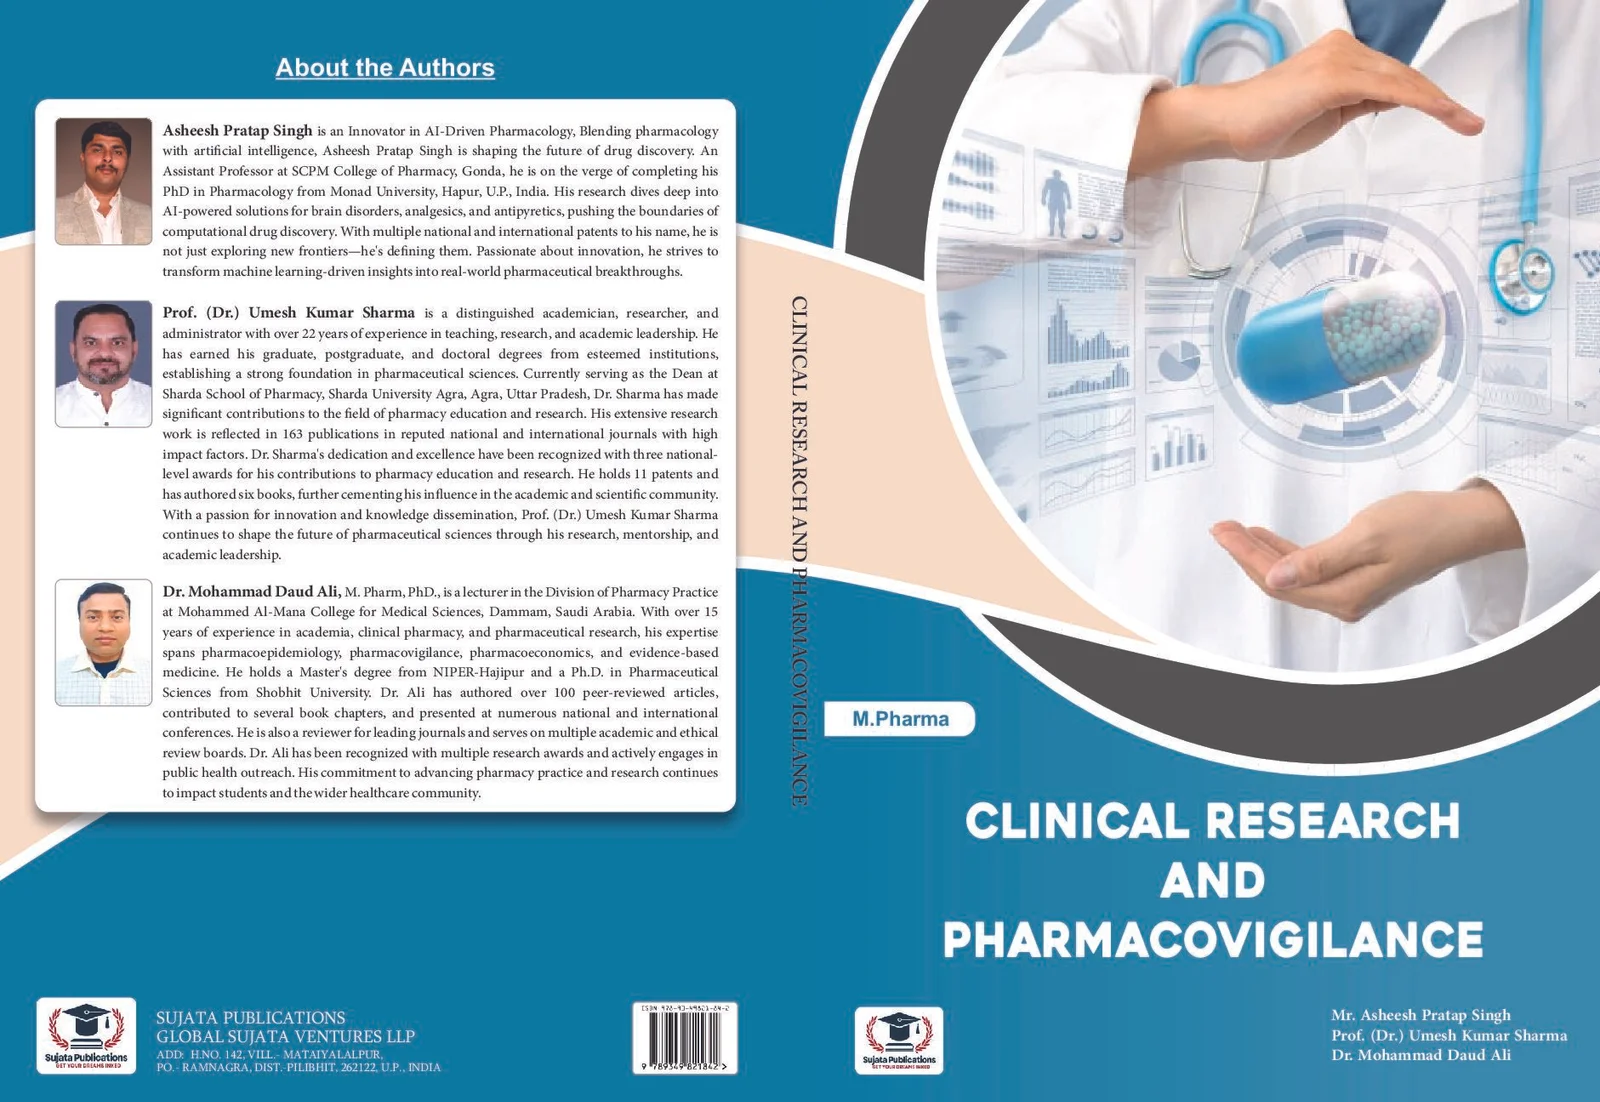 About the Authors
Asheesh Pratap Singh is an Innovator in AI-Driven Pharmacology, Blending pharmacology
with artificial intelligence, Asheesh Pratap Singh is shaping the future of drug discovery. An
Assistant Professor at SCPM College of Pharmacy, Gonda, he is on the verge of completing his
PhD in Pharmacology from Monad University, Hapur, U.P., India. His research dives deep into
AI-powered solutions for brain disorders, analgesics, and antipyretics, pushing the boundaries of
computational drug discovery. With multiple national and international patents to his name, he is
not just exploring new frontiers—he's defining them. Passionate about innovation, he strives to
transform machine learning-driven insights into real-world pharmaceutical breakthroughs.
Prof. (Dr.) Umesh Kumar Sharma is a distinguished academician, researcher, and
administrator with over 22 years of experience in teaching, research, and academic leadership. He
has earned his graduate, postgraduate, and doctoral degrees from esteemed institutions,
establishing a strong foundation in pharmaceutical sciences. Currently serving as the Dean at
Sharda School of Pharmacy, Sharda University Agra, Agra, Uttar Pradesh, Dr. Sharma has made
significant contributions to the field of pharmacy education and research. His extensive research
work is reflected in 163 publications in reputed national and international journals with high
impact factors. Dr. Sharma's dedication and excellence have been recognized with three national-
level awards for his contributions to pharmacy education and research. He holds 11 patents and
has authored six books, further cementing his influence in the academic and scientific community.
With a passion for innovation and knowledge dissemination, Prof. (Dr.) Umesh Kumar Sharma
continues to shape the future of pharmaceutical sciences through his research, mentorship, and
academic leadership.
Dr. Mohammad Daud Ali, M. Pharm, PhD., is a lecturer in the Division of Pharmacy Practice
at Mohammed Al-Mana College for Medical Sciences, Dammam, Saudi Arabia. With over 15
years of experience in academia, clinical pharmacy, and pharmaceutical research, his expertise
spans pharmacoepidemiology, pharmacovigilance, pharmacoeconomics, and evidence-based
medicine. He holds a Master's degree from NIPER-Hajipur and a Ph.D. in Pharmaceutical
Sciences from Shobhit University. Dr. Ali has authored over 100 peer-reviewed articles,
contributed to several book chapters, and presented at numerous national and international
conferences. He is also a reviewer for leading journals and serves on multiple academic and ethical
review boards. Dr. Ali has been recognized with multiple research awards and actively engages in
public health outreach. His commitment to advancing pharmacy practice and research continues
to impact students and the wider healthcare community.
Sujata Publications
GET YOUR DREAMS INKED
SUJATA PUBLICATIONS
GLOBAL SUJATA VENTURES LLP
ADD: H.NO. 142, VILL.- MATAIYALALPUR,
PO.- RAMNAGRA, DIST.-PILIBHIT, 262122, U.P., INDIA
ISBN 978-93-49821-84-2
9 789349 821842 >
CLINICAL RESEARCH AND PHARMACOVIGILANCE
M.Pharma
CLINICAL RESEARCH
AND
PHARMACOVIGILANCE
Sujata Publications
GET YOUR DREAMS INKED
Mr. Asheesh Pratap Singh
Prof. (Dr.) Umesh Kumar Sharma
Dr. Mohammad Daud Ali